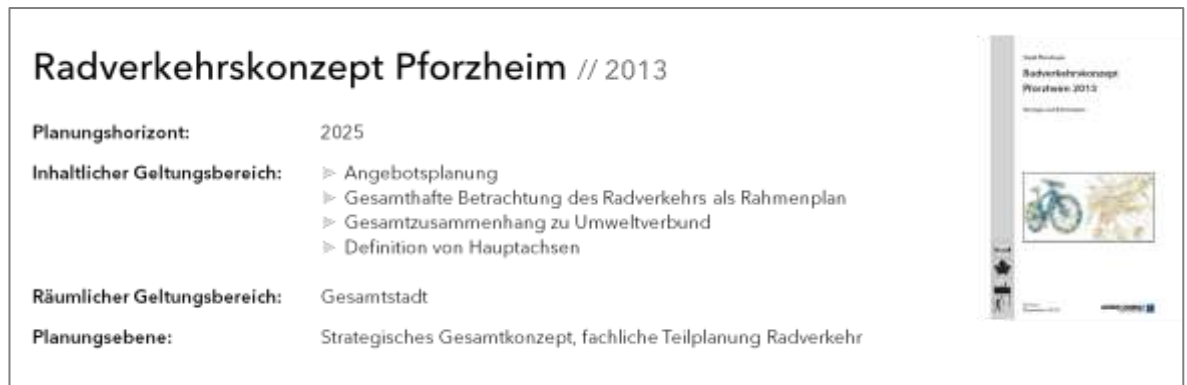 Radverkehrskonzept Pforzheim // 2013
Planungshorizont: 2025
Inhaltlicher Geltungsbereich: ⩥ Angebotsplanung
⩥ Gesamthafte Betrachtung des Radverkehrs als Rahmenplan
⩥ Gesamtzusammenhang zu Umweltverbund
⩥ Definition von Hauptachsen
Räumlicher Geltungsbereich: Gesamtstadt
Planungsebene: Strategisches Gesamtkonzept, fachliche Teilplanung Radverkehr
Radverkehrskonzept
Pforzheim 2013